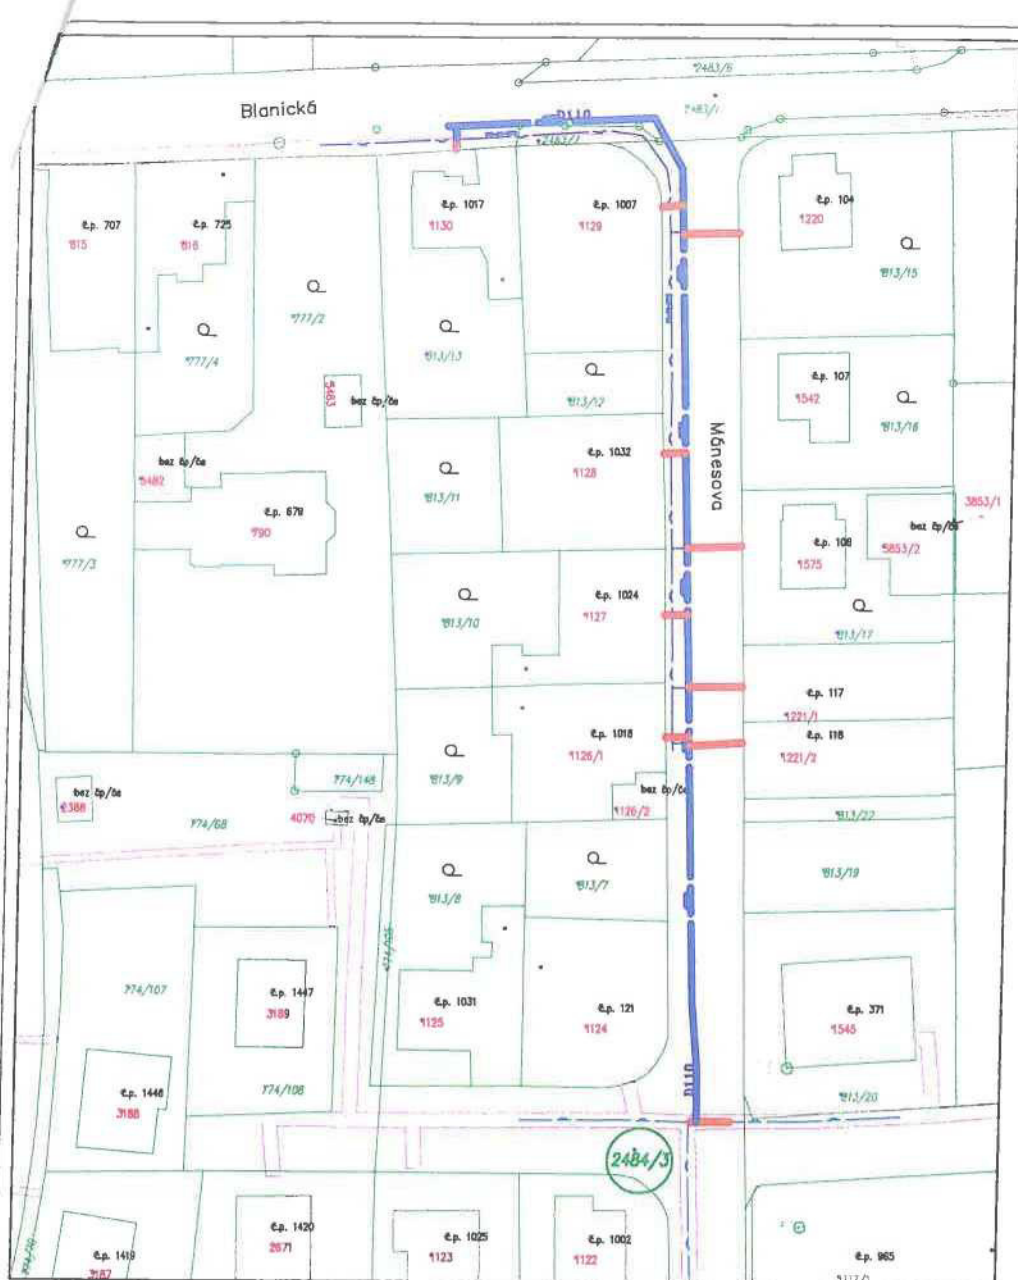 2483/6
Blanická
D110
2483/1
2483/1
č.p. 707
č.p. 725
č.p. 1017
1130
č.p. 1007
1129
č.p. 104
1220
815
816
813/15
777/2
777/4
813/13
813/12
č.p. 107
1542
813/16
5483
bez čp/če
Mánesova
bez čp/če
5482
813/11
č.p. 1032
1128
č.p. 679
790
3853/1
bez čp/če
5853/2
č.p. 108
1575
777/3
813/10
č.p. 1024
1127
813/17
č.p. 117
1221/1
č.p. 118
1221/2
č.p. 1018
1126/1
813/9
774/148
bez čp/če
bez čp/če
1126/2
774/68
4070
bez čp/če
813/22
813/8
813/7
813/19
774/107
č.p. 1447
3189
č.p. 1031
1125
č.p. 121
1124
č.p. 371
1545
D110
č.p. 1446
3188
774/108
813/20
2484/3
č.p. 1420
2671
č.p. 1025
1123
č.p. 1002
1122
č.p. 1419
3187
č.p. 965